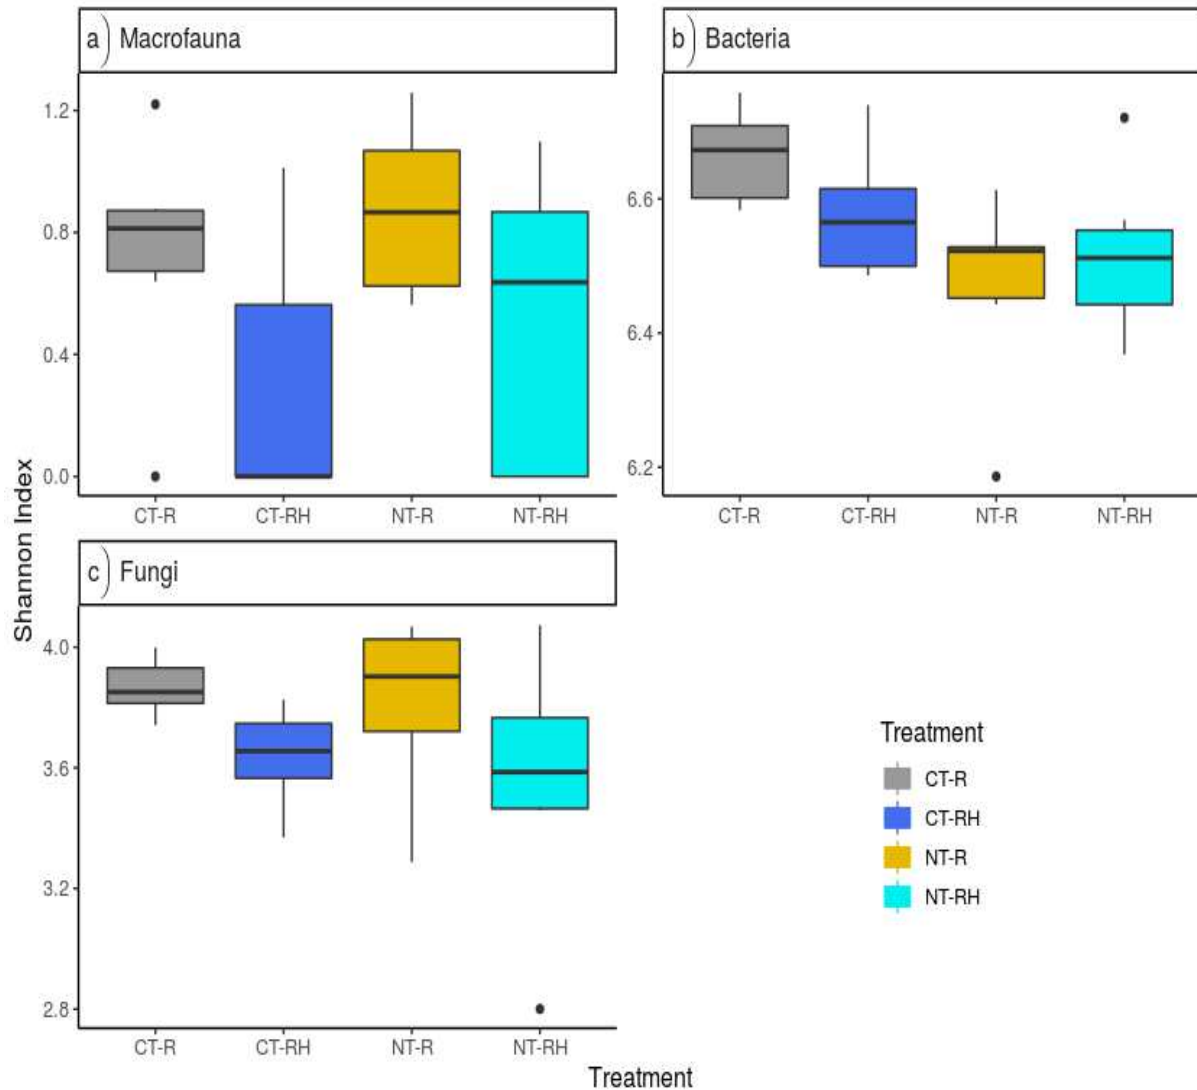 a) Macrofauna
1.2
0.8
0.4
0.0
CT-R CT-RH NT-R NT-RH
b) Bacteria
6.6
6.4
6.2
CT-R CT-RH NT-R NT-RH
Shannon Index
c) Fungi
4.0
3.6
3.2
2.8
CT-R CT-RH NT-R NT-RH
Treatment
Treatment
CT-R
CT-RH
NT-R
NT-RH